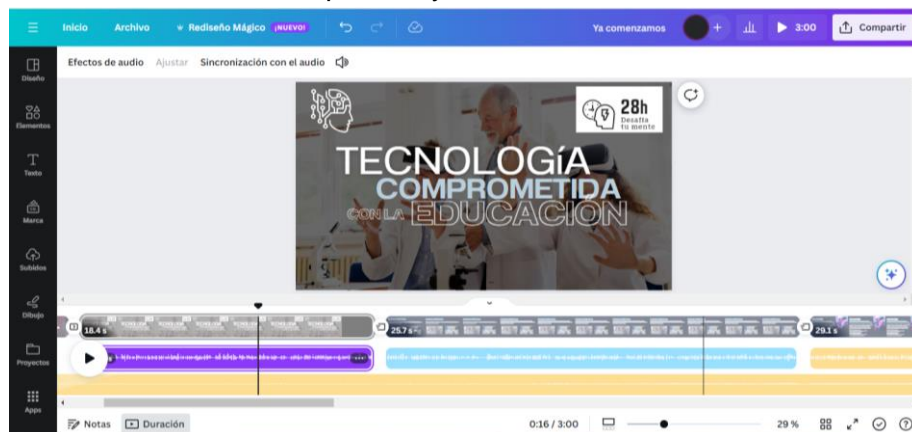 Inicio Archivo Rediseño Mágico ¡NUEVO! Ya comenzamos + 3:00 Compartir
Efectos de audio Ajustar Sincronización con el audio
Diseño
Elementos
Texto
Marca
Subidos
Dibujo
Proyectos
Apps
28h
Desafía
tu mente
TECNOLOGíA
COMPROMETIDA
CON LA EDUCACIÓN
18.4 s 25.7 s 29.1 s
Notas Duración 0:16 / 3:00 29 %